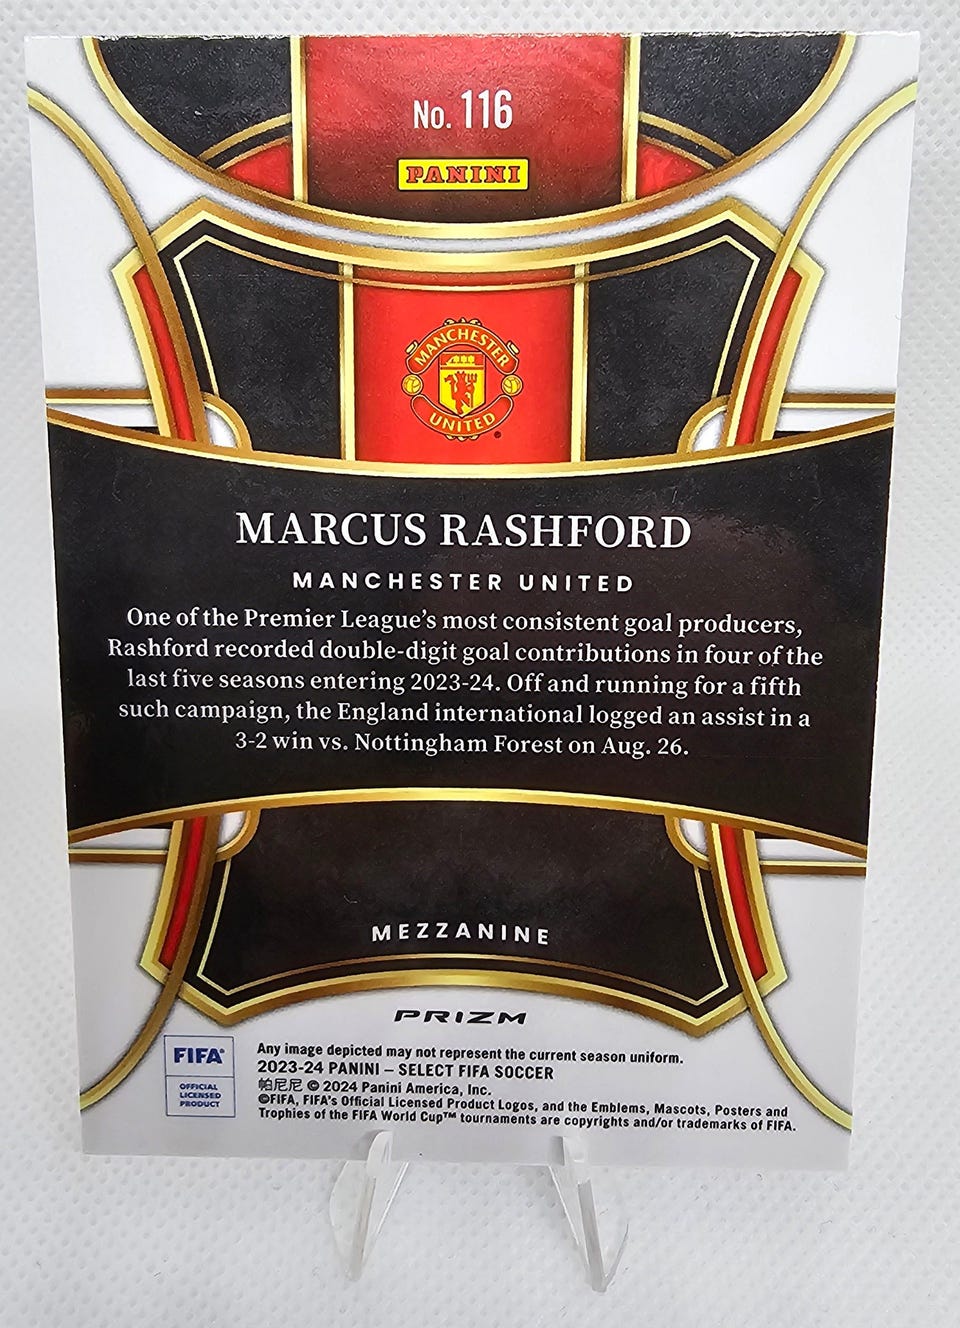 No. 116
PANINI
MANCHESTER
UNITED
MARCUS RASHFORD
MANCHESTER UNITED
One of the Premier League's most consistent goal producers,
Rashford recorded double-digit goal contributions in four of the
last five seasons entering 2023-24. Off and running for a fifth
such campaign, the England international logged an assist in a
3-2 win vs. Nottingham Forest on Aug. 26.
MEZZANINE
PRIZM
FIFA®
OFFICIAL
LICENSED
PRODUCT
Any image depicted may not represent the current season uniform.
2023-24 PANINI – SELECT FIFA SOCCER
帕尼尼 © 2024 Panini America, Inc.
©FIFA, FIFA's Official Licensed Product Logos, and the Emblems, Mascots, Posters and
Trophies of the FIFA World Cup™ tournaments are copyrights and/or trademarks of FIFA.